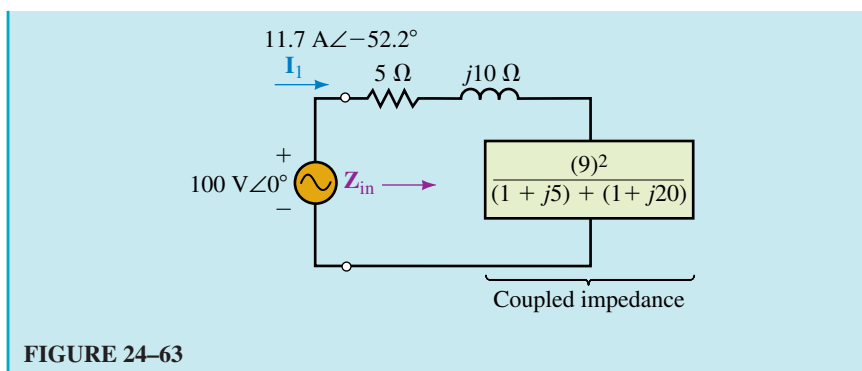 11.7 A∠−52.2°
I₁
5 Ω
j10 Ω
+
100 V∠0°
−
Zin
(9)²
(1 + j5) + (1+ j20)
Coupled impedance
FIGURE 24–63